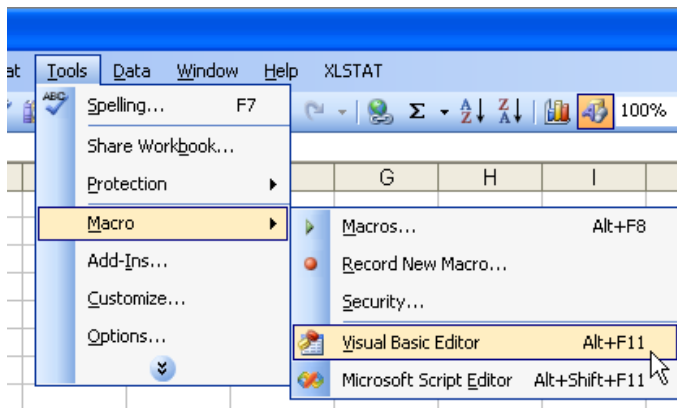 at Tools Data Window Help XLSTAT
ABC Spelling... F7 Σ A Z Z A 100%
Share Workbook...
Protection G H I
Macro Macros... Alt+F8
Add-Ins... Record New Macro...
Customize... Security...
Options... Visual Basic Editor Alt+F11
Microsoft Script Editor Alt+Shift+F11